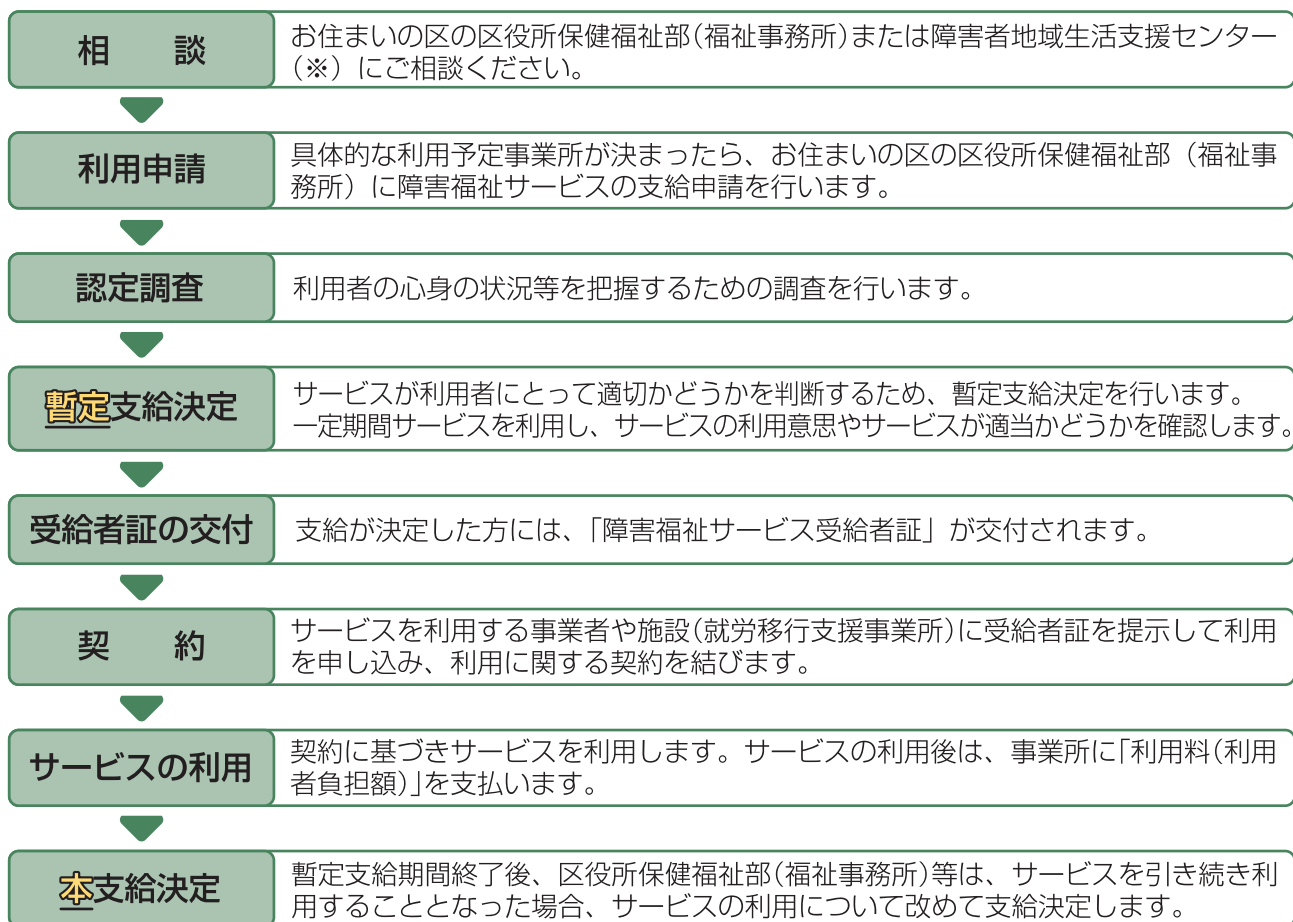 相　　談
お住まいの区の区役所保健福祉部(福祉事務所)または障害者地域生活支援センター
(※）にご相談ください。
利用申請
具体的な利用予定事業所が決まったら、お住まいの区の区役所保健福祉部（福祉事
務所）に障害福祉サービスの支給申請を行います。
認定調査
利用者の心身の状況等を把握するための調査を行います。
暫定支給決定
サービスが利用者にとって適切かどうかを判断するため、暫定支給決定を行います。
一定期間サービスを利用し、サービスの利用意思やサービスが適当かどうかを確認します。
受給者証の交付
支給が決定した方には、「障害福祉サービス受給者証」が交付されます。
契　　約
サービスを利用する事業者や施設(就労移行支援事業所)に受給者証を提示して利用
を申し込み、利用に関する契約を結びます。
サービスの利用
契約に基づきサービスを利用します。サービスの利用後は、事業所に「利用料(利用
者負担額)」を支払います。
本支給決定
暫定支給期間終了後、区役所保健福祉部(福祉事務所)等は、サービスを引き続き利
用することとなった場合、サービスの利用について改めて支給決定します。